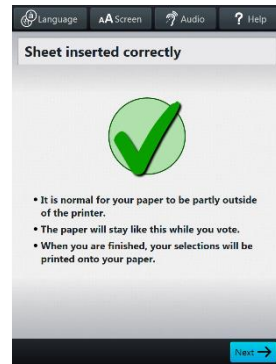 Language AA Screen Audio ? Help
Sheet inserted correctly
• It is normal for your paper to be partly outside
of the printer.
• The paper will stay like this while you vote.
• When you are finished, your selections will be
printed onto your paper.
Next →